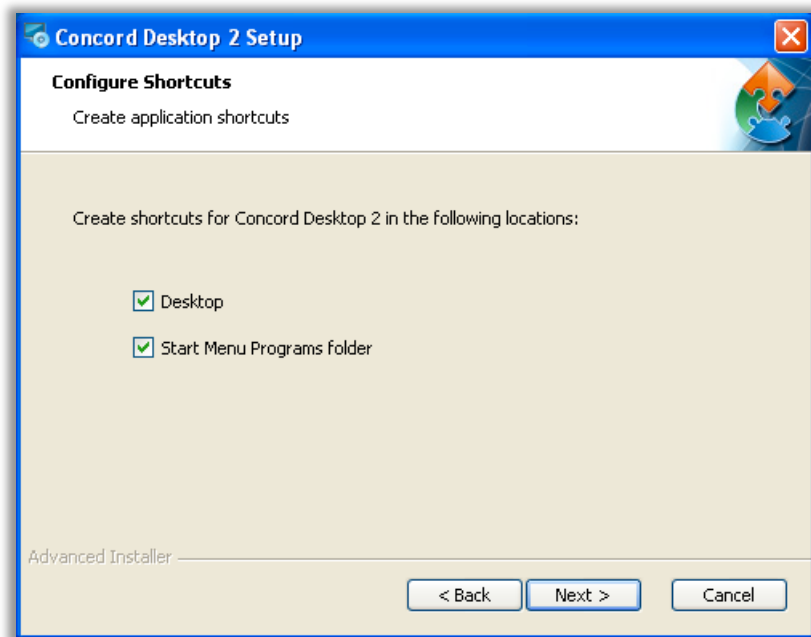 Concord Desktop 2 Setup
Configure Shortcuts
Create application shortcuts
Create shortcuts for Concord Desktop 2 in the following locations:
Desktop
Start Menu Programs folder
Advanced Installer
< Back Next > Cancel